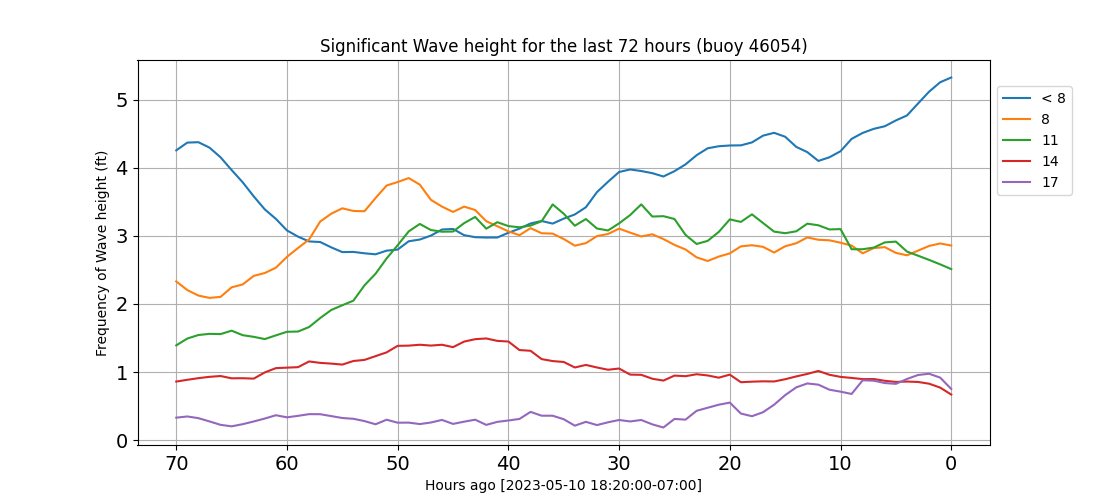 Significant Wave height for the last 72 hours (buoy 46054)
Frequency of Wave height (ft)
5
4
3
2
1
0
70 60 50 40 30 20 10 0
Hours ago [2023-05-10 18:20:00-07:00]
< 8
8
11
14
17